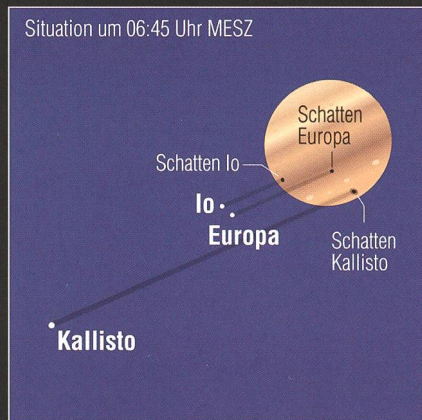 Situation um 06:45 Uhr MESZ
Schatten
Europa
Schatten Io
Io
Europa
Schatten
Kallisto
Kallisto